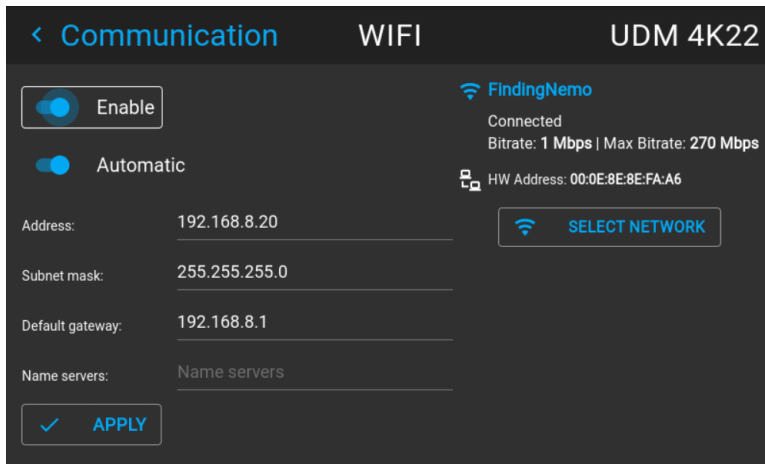 Communication WIFI UDM 4K22
Enable
Automatic
Address: 192.168.8.20
Subnet mask: 255.255.255.0
Default gateway: 192.168.8.1
Name servers: Name servers
APPLY
FindingNemo
Connected
Bitrate: 1 Mbps | Max Bitrate: 270 Mbps
HW Address: 00:0E:8E:8E:FA:A6
SELECT NETWORK